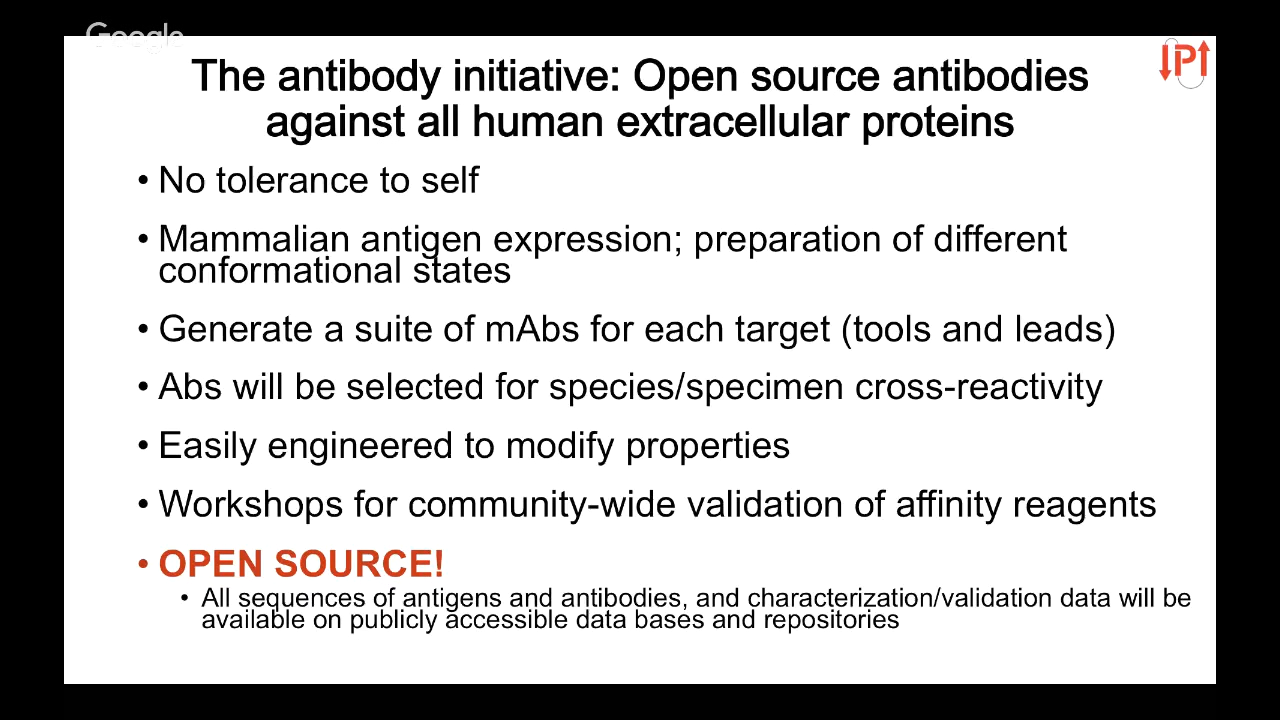 Google
IPI
The antibody initiative: Open source antibodies
against all human extracellular proteins
• No tolerance to self
• Mammalian antigen expression; preparation of different
conformational states
• Generate a suite of mAbs for each target (tools and leads)
• Abs will be selected for species/specimen cross-reactivity
• Easily engineered to modify properties
• Workshops for community-wide validation of affinity reagents
• OPEN SOURCE!
• All sequences of antigens and antibodies, and characterization/validation data will be
available on publicly accessible data bases and repositories